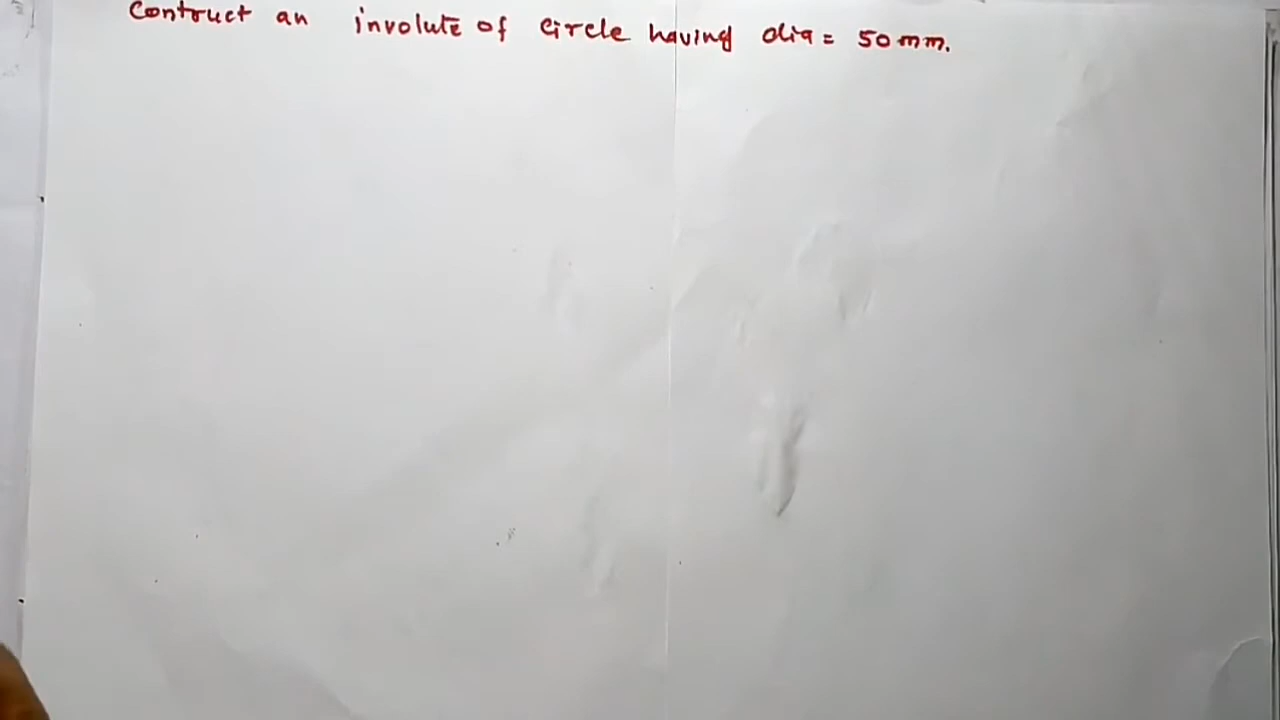 Contruct an involute of circle having dia = 50 mm.